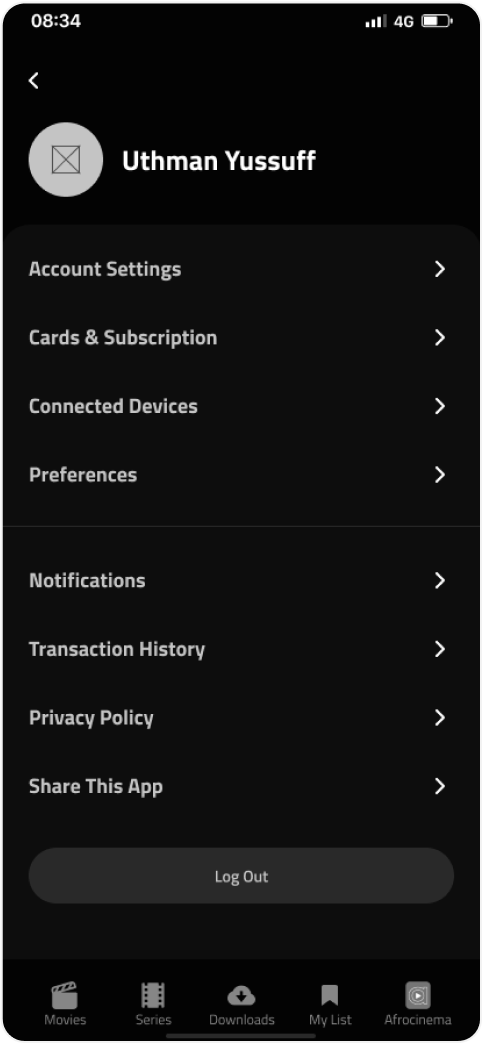 08:34
4G
Uthman Yussuff
Account Settings
Cards & Subscription
Connected Devices
Preferences
Notifications
Transaction History
Privacy Policy
Share This App
Log Out
Movies
Series
Downloads
My List
Afrocinema